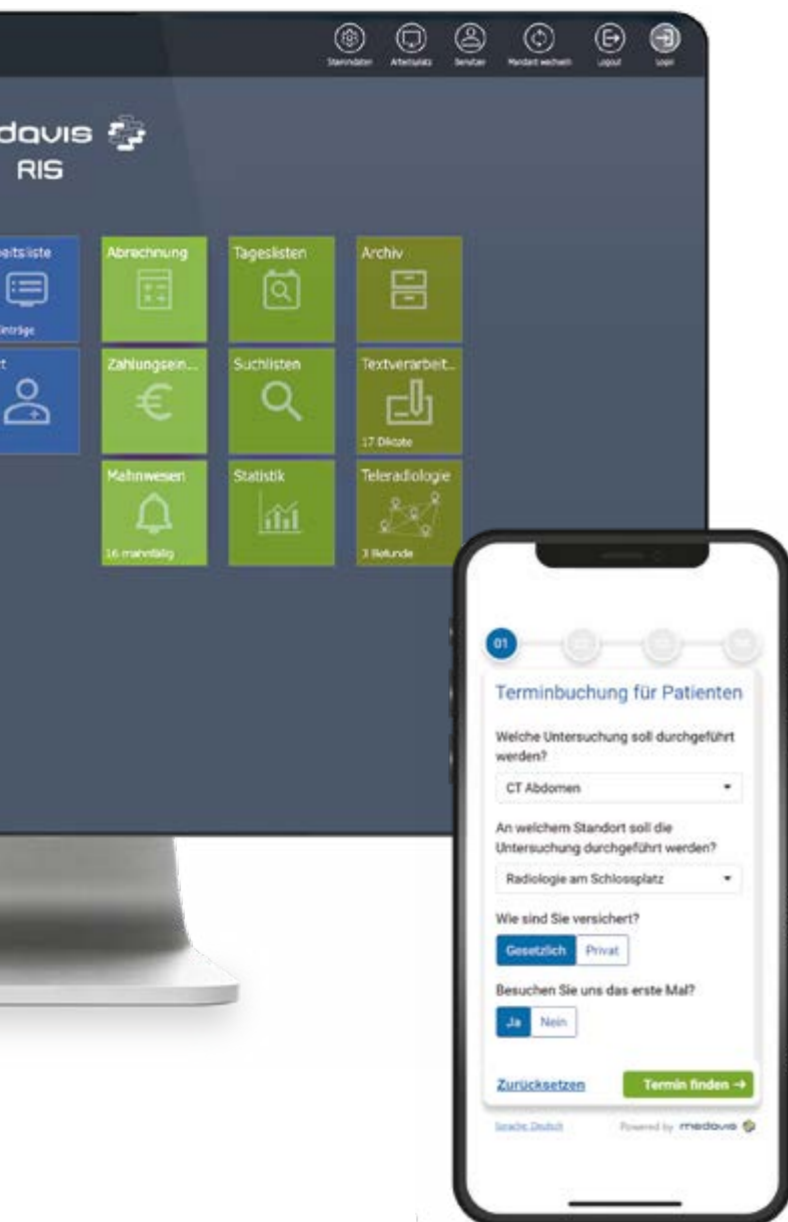 Stammdaten
Arbeitsplatz
Benutzer
Mandant wechseln
Logout
Login
davis
RIS
eitsliste
Einträge
Abrechnung
Tageslisten
Archiv
Zahlungsein...
Suchlisten
Textverarbeit...
17 Diktate
Mahnwesen
16 mahnfällig
Statistik
Teleradiologie
3 Befunde
01
Terminbuchung für Patienten
Welche Untersuchung soll durchgeführt
werden?
CT Abdomen
An welchem Standort soll die
Untersuchung durchgeführt werden?
Radiologie am Schlossplatz
Wie sind Sie versichert?
Gesetzlich Privat
Besuchen Sie uns das erste Mal?
Ja Nein
Zurücksetzen Termin finden →
Sprache: Deutsch Powered by medavis